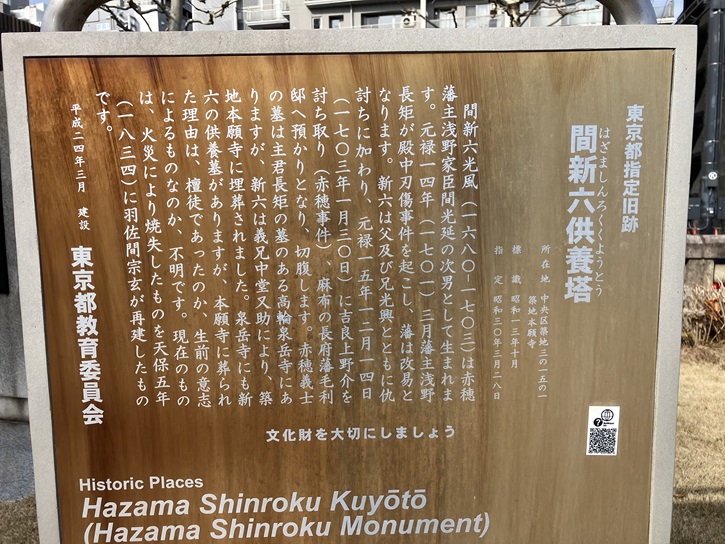 東京都指定旧跡
はざましんろくくようとう
間新六供養塔
所在地 中央区築地三の一五の一
築地本願寺
標識 昭和一三年十月
指定 昭和三〇年三月二八日
間新六光風(一六八〇-一七〇三)は赤穂
藩主浅野家臣間光延の次男として生まれま
す。元禄一四年(一七〇一)三月藩主浅野
長矩が殿中刃傷事件を起こし、藩は改易と
なります。新六は父及び兄光興とともに仇
討ちに加わり、元禄一五年一二月一四日
(一七〇三年一月三〇日)に吉良上野介を
討ち取り(赤穂事件)、麻布の長府藩毛利
邸へ預かりとなり、切腹します。赤穂義士
の墓は主君長矩の墓のある高輪泉岳寺にあ
りますが、新六は義兄中堂又助により、築
地本願寺に埋葬されました。泉岳寺にも新
六の供養墓がありますが、本願寺に葬られ
た理由は、檀徒であったのか、生前の意志
によるものなのか、不明です。現在のもの
は、火災により焼失したものを天保五年
(一八三四)に羽佐間宗玄が再建したもの
です。
平成二四年三月 建設
東京都教育委員会
文化財を大切にしましょう
Historic Places
Hazama Shinroku Kuyōtō
(Hazama Shinroku Monument)